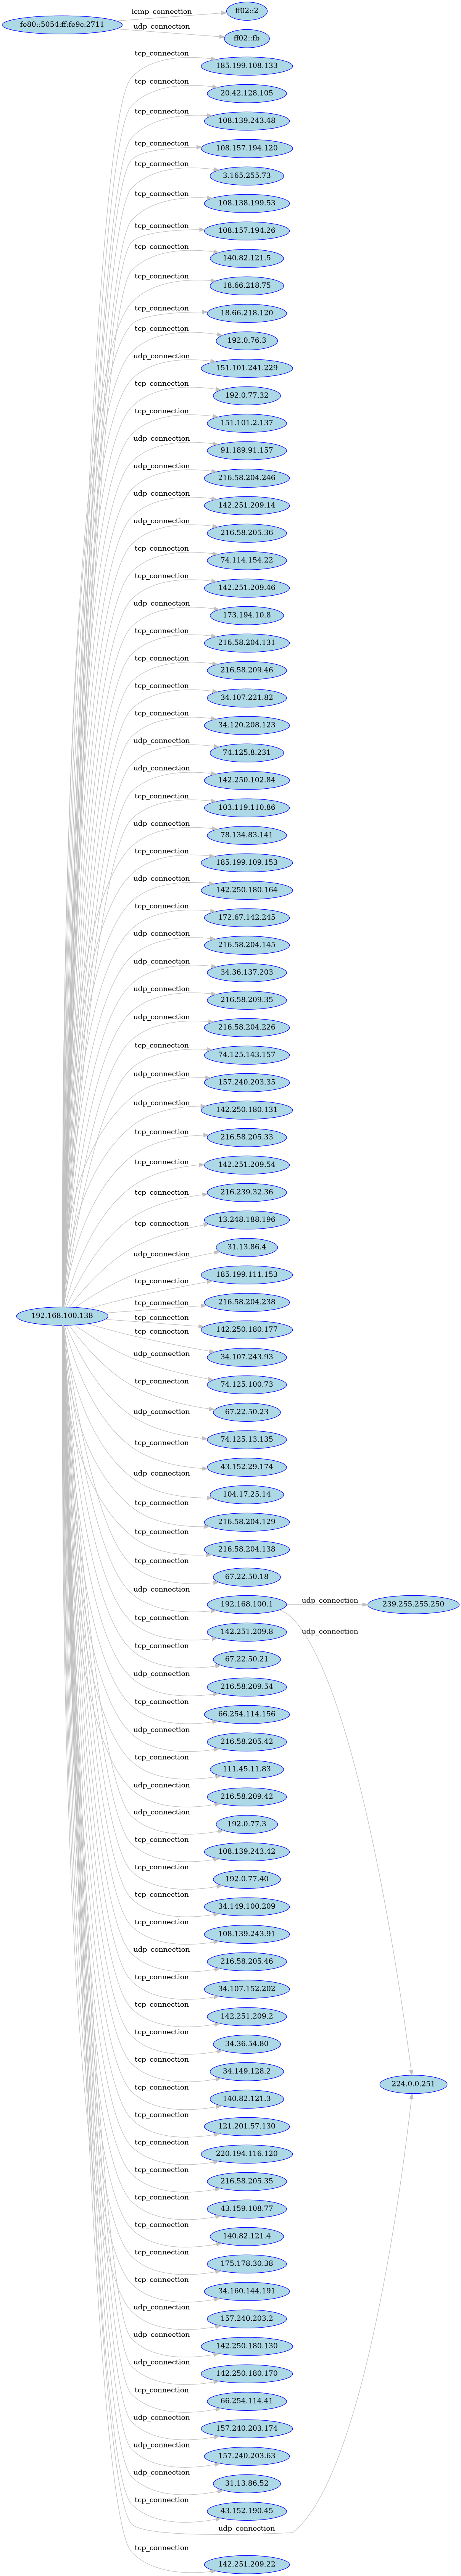 icmp_connection
ff02::2
fe80::5054:ff:fe9c:2711
udp_connection
ff02::fb
tcp_connection
185.199.108.133
tcp_connection
20.42.128.105
tcp_connection
108.139.243.48
tcp_connection
108.157.194.120
tcp_connection
3.165.255.73
tcp_connection
108.138.199.53
tcp_connection
108.157.194.26
tcp_connection
140.82.121.5
tcp_connection
18.66.218.75
tcp_connection
18.66.218.120
tcp_connection
192.0.76.3
udp_connection
151.101.241.229
tcp_connection
192.0.77.32
tcp_connection
151.101.2.137
udp_connection
91.189.91.157
udp_connection
216.58.204.246
udp_connection
142.251.209.14
udp_connection
216.58.205.36
tcp_connection
74.114.154.22
tcp_connection
142.251.209.46
udp_connection
173.194.10.8
tcp_connection
216.58.204.131
tcp_connection
216.58.209.46
tcp_connection
34.107.221.82
tcp_connection
34.120.208.123
udp_connection
74.125.8.231
udp_connection
142.250.102.84
tcp_connection
103.119.110.86
udp_connection
78.134.83.141
tcp_connection
185.199.109.153
udp_connection
142.250.180.164
tcp_connection
172.67.142.245
udp_connection
216.58.204.145
udp_connection
34.36.137.203
udp_connection
216.58.209.35
udp_connection
216.58.204.226
tcp_connection
74.125.143.157
udp_connection
157.240.203.35
udp_connection
142.250.180.131
tcp_connection
216.58.205.33
tcp_connection
142.251.209.54
tcp_connection
216.239.32.36
tcp_connection
13.248.188.196
udp_connection
31.13.86.4
tcp_connection
185.199.111.153
tcp_connection
216.58.204.238
192.168.100.138
tcp_connection
142.250.180.177
tcp_connection
34.107.243.93
udp_connection
74.125.100.73
tcp_connection
67.22.50.23
udp_connection
74.125.13.135
tcp_connection
43.152.29.174
udp_connection
104.17.25.14
tcp_connection
216.58.204.129
tcp_connection
216.58.204.138
tcp_connection
67.22.50.18
udp_connection
192.168.100.1
udp_connection
239.255.255.250
tcp_connection
142.251.209.8
udp_connection
tcp_connection
67.22.50.21
udp_connection
216.58.209.54
tcp_connection
66.254.114.156
udp_connection
216.58.205.42
tcp_connection
111.45.11.83
udp_connection
216.58.209.42
udp_connection
192.0.77.3
tcp_connection
108.139.243.42
tcp_connection
192.0.77.40
tcp_connection
34.149.100.209
tcp_connection
108.139.243.91
udp_connection
216.58.205.46
tcp_connection
34.107.152.202
tcp_connection
142.251.209.2
tcp_connection
34.36.54.80
tcp_connection
34.149.128.2
224.0.0.251
tcp_connection
140.82.121.3
tcp_connection
121.201.57.130
tcp_connection
220.194.116.120
tcp_connection
216.58.205.35
tcp_connection
43.159.108.77
tcp_connection
140.82.121.4
tcp_connection
175.178.30.38
tcp_connection
34.160.144.191
udp_connection
157.240.203.2
udp_connection
142.250.180.130
udp_connection
142.250.180.170
tcp_connection
66.254.114.41
udp_connection
157.240.203.174
udp_connection
157.240.203.63
udp_connection
31.13.86.52
tcp_connection
43.152.190.45
udp_connection
tcp_connection
142.251.209.22